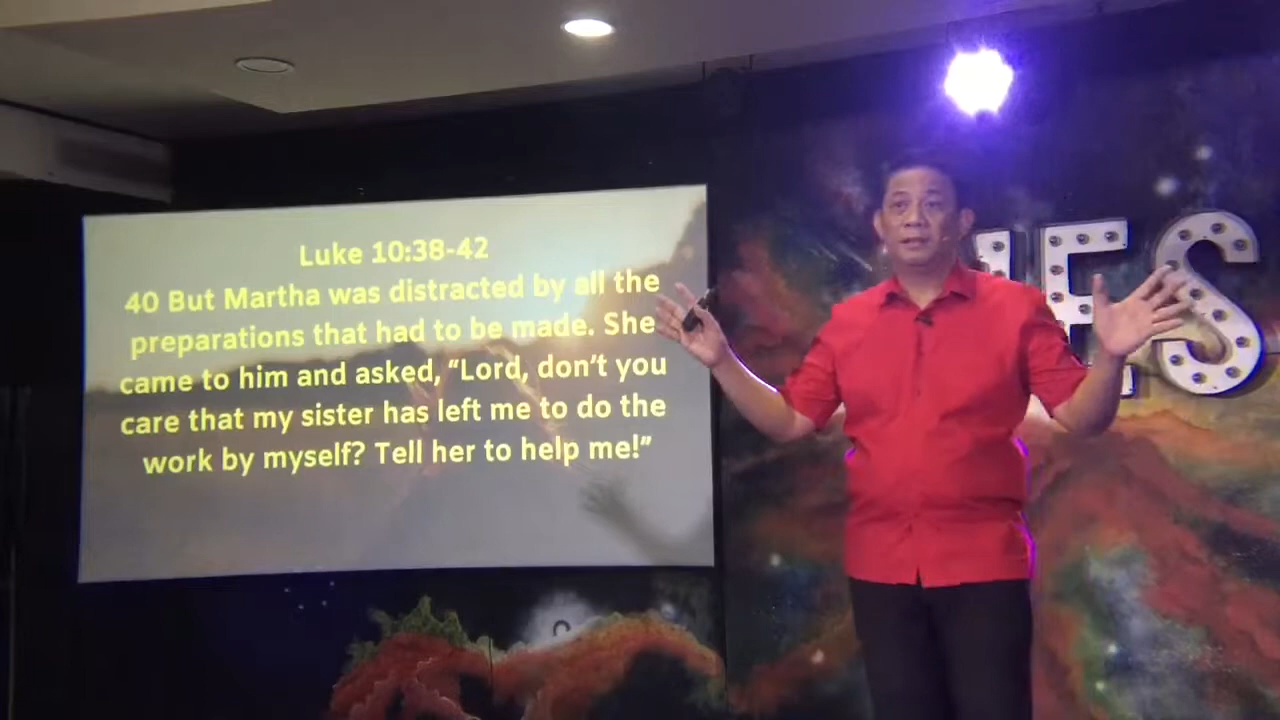 Luke 10:38-42
40 But Martha was distracted by all the
preparations that had to be made. She
came to him and asked, “Lord, don’t you
care that my sister has left me to do the
work by myself? Tell her to help me!”
ES